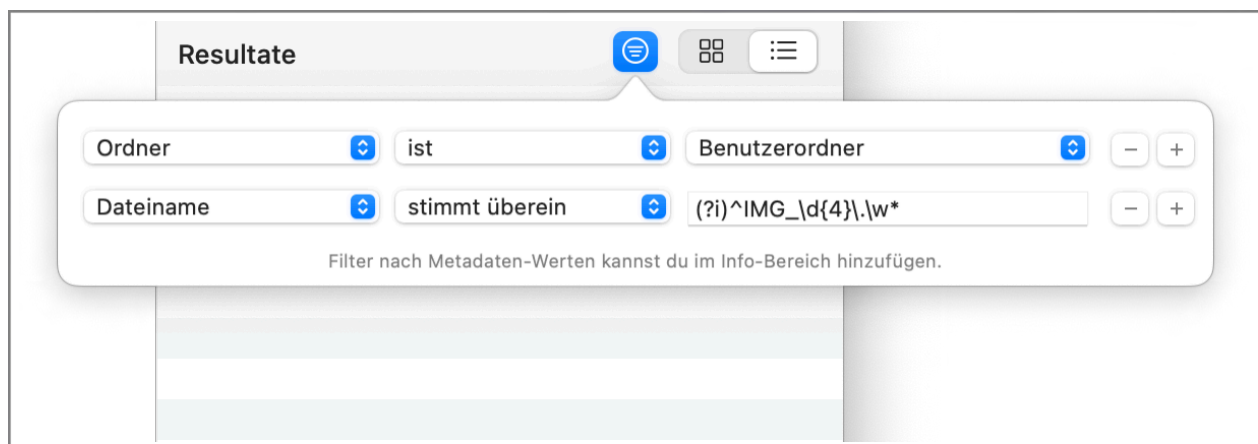 Resultate
Ordner ist Benutzerordner
Dateiname stimmt überein (?i)^IMG_\d{4}\.\w*
Filter nach Metadaten-Werten kannst du im Info-Bereich hinzufügen.